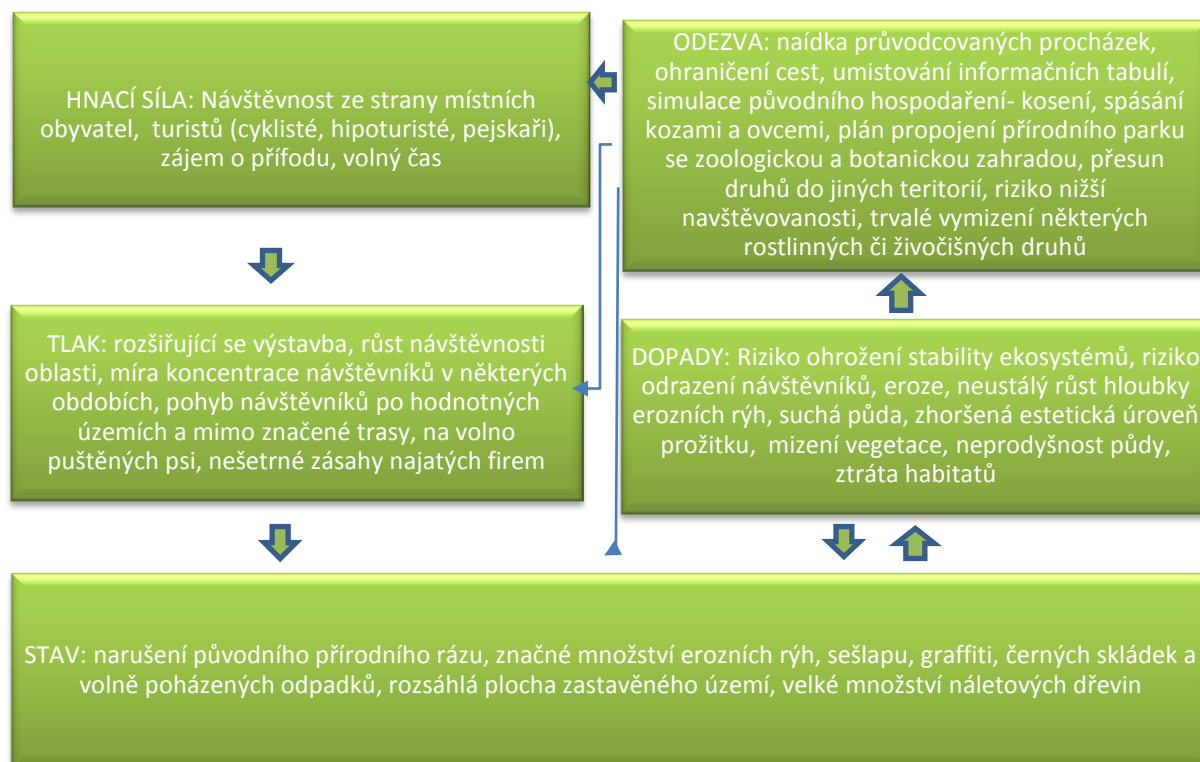 HNACÍ SÍLA: Návštěvnost ze strany místních
obyvatel, turistů (cyklisté, hipoturisté, pejskaři),
zájem o přífodu, volný čas
ODEZVA: naídka průvodcovaných procházek,
ohraničení cest, umistování informačních tabulí,
simulace původního hospodaření- kosení, spásání
kozami a ovcemi, plán propojení přírodního parku
se zoologickou a botanickou zahradou, přesun
druhů do jiných teritorií, riziko nižší
navštěvovanosti, trvalé vymizení některých
rostlinných či živočišných druhů
TLAK: rozšiřující se výstavba, růst návštěvnosti
oblasti, míra koncentrace návštěvníků v některých
obdobích, pohyb návštěvníků po hodnotných
územích a mimo značené trasy, na volno
puštěných psi, nešetrné zásahy najatých firem
DOPADY: Riziko ohrožení stability ekosystémů, riziko
odrazení návštěvníků, eroze, neustálý růst hloubky
erozních rýh, suchá půda, zhoršená estetická úroveň
prožitku, mizení vegetace, neprodyšnost půdy,
ztráta habitatů
STAV: narušení původního přírodního rázu, značné množství erozních rýh, sešlapu, graffiti, černých skládek a
volně poházených odpadků, rozsáhlá plocha zastavěného území, velké množství náletových dřevin